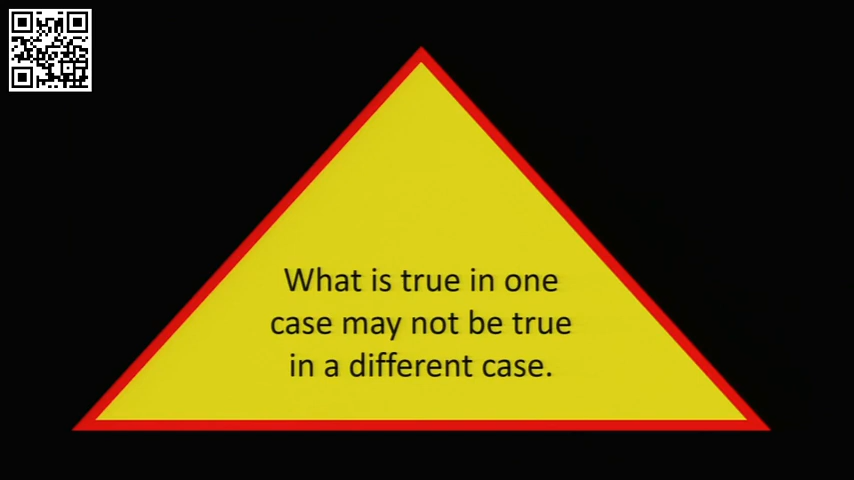 What is true in one
case may not be true
in a different case.